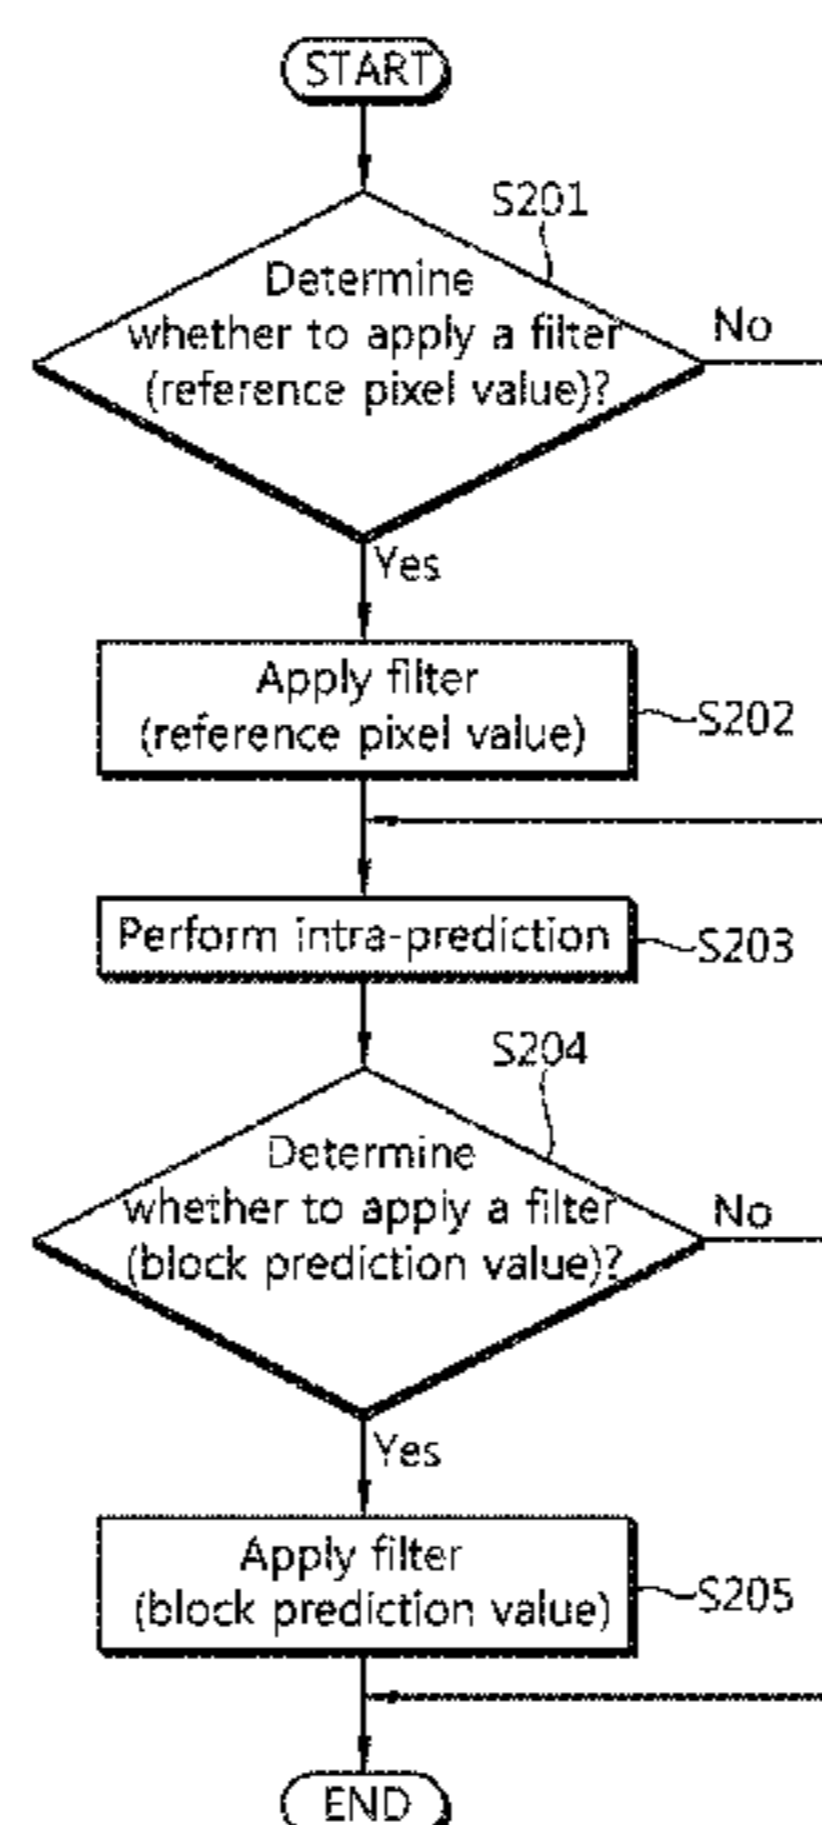 START
S201
Determine
whether to apply a filter
(reference pixel value)?
No
Yes
Apply filter
(reference pixel value)
S202
Perform intra-prediction
S203
S204
Determine
whether to apply a filter
(block prediction value)?
No
Yes
Apply filter
(block prediction value)
S205
END